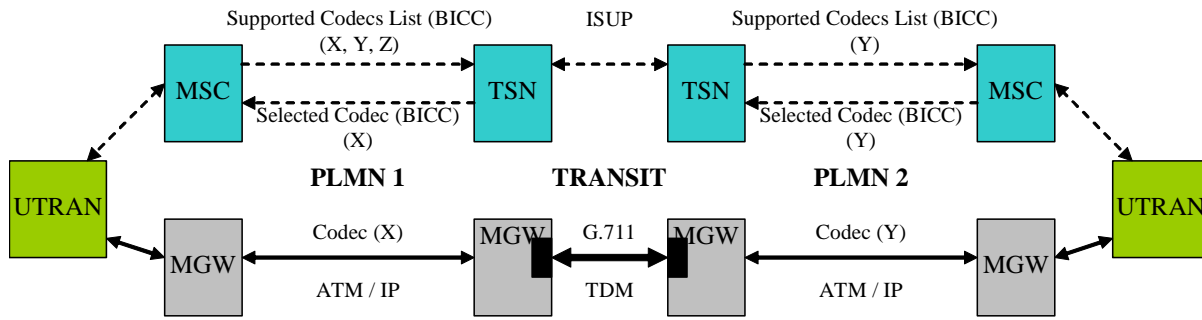 Supported Codecs List (BICC)
(X, Y, Z)
ISUP
Supported Codecs List (BICC)
(Y)
MSC
TSN
TSN
MSC
Selected Codec (BICC)
(X)
Selected Codec (BICC)
(Y)
PLMN 1
TRANSIT
PLMN 2
UTRAN
UTRAN
MGW
Codec (X)
ATM / IP
MGW
G.711
TDM
MGW
Codec (Y)
ATM / IP
MGW